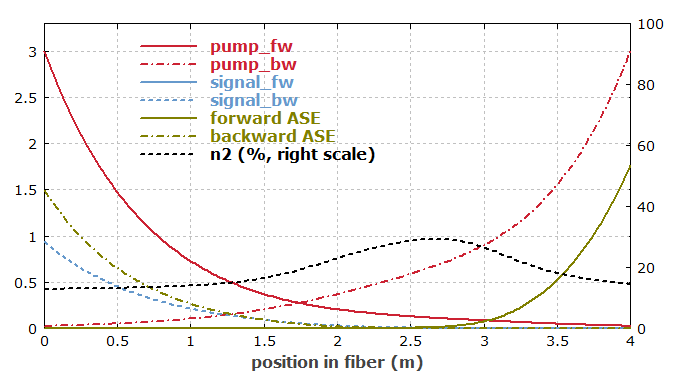 100
3
pump_fw
pump_bw
80
2.5
signal_fw
signal_bw
forward ASE
2
backward ASE
60
n2 (%, right scale)
1.5
40
1
20
0.5
0
0
0
0.5
1
1.5
2
2.5
3
3.5
4
position in fiber (m)